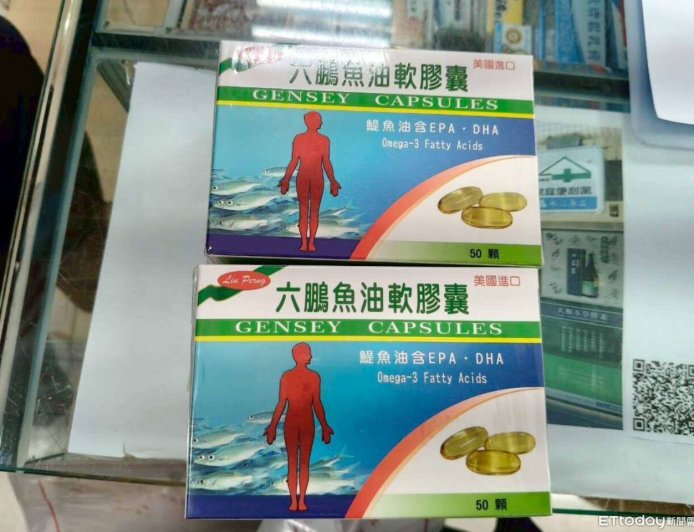 六鵬魚油軟膠囊
美國進口
GENSEY CAPSULES
鯷魚油含EPA·DHA
Omega-3 Fatty Acids
50 顆
Liu Perng
六鵬魚油軟膠囊
美國進口
GENSEY CAPSULES
鯷魚油含EPA·DHA
Omega-3 Fatty Acids
50 顆
ETtoday新聞雲